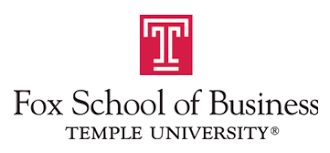 T
Fox School of Business
TEMPLE UNIVERSITY®